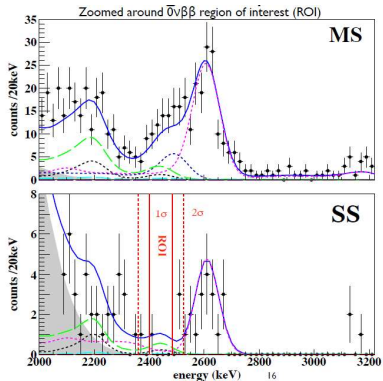 Zoomed around 0̅νββ region of interest (ROI)
MS
counts / 20keV
35
30
25
20
15
10
5
0
SS
counts /20keV
8
6
4
2
0
1σ
2σ
ROI
2000 2200 2400 2600 2800 3000 3200
energy (keV)
16